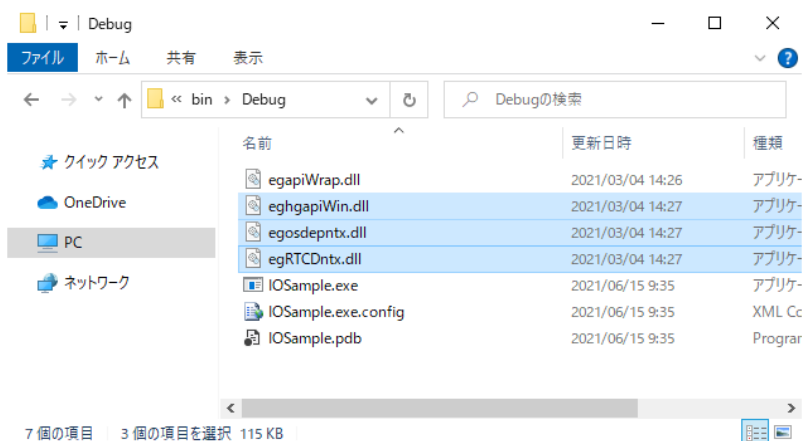 Debug
ファイル ホーム 共有 表示
« bin › Debug Debugの検索
名前 更新日時 種類
クイック アクセス
OneDrive
PC
ネットワーク
egapiWrap.dll 2021/03/04 14:26 アプリケ-
eghgapiWin.dll 2021/03/04 14:27 アプリケ-
egosdepntx.dll 2021/03/04 14:27 アプリケ-
egRTCDntx.dll 2021/03/04 14:27 アプリケ-
IOSample.exe 2021/06/15 9:35 アプリケ-
IOSample.exe.config 2021/06/15 9:35 XML Co
IOSample.pdb 2021/06/15 9:35 Prograr
7 個の項目 3 個の項目を選択 115 KB